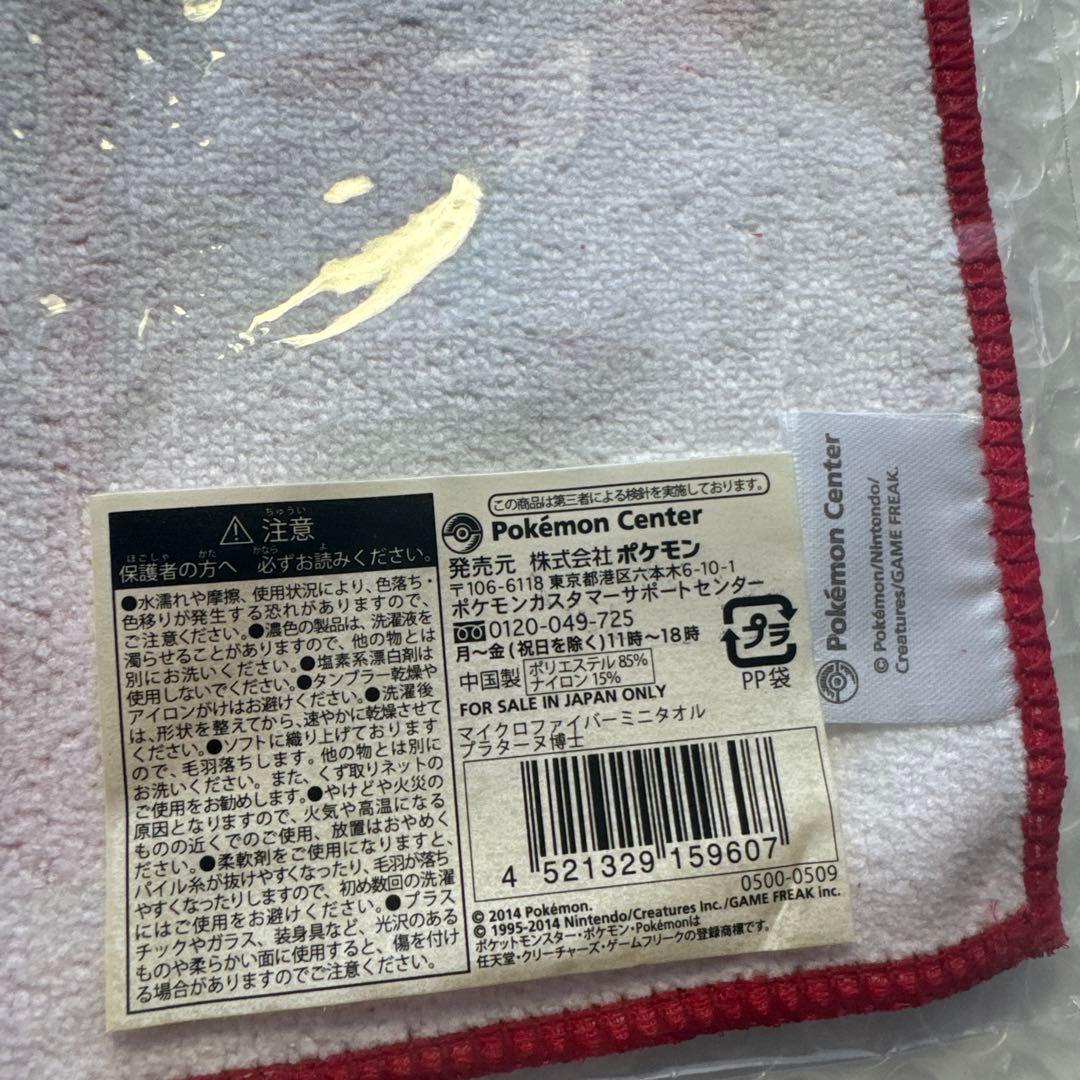 ちゅうい
⚠ 注意
ほごしゃ かた かなら よ
保護者の方へ 必ずお読みください。
●水濡れや摩擦、使用状況により、色落ち・
色移りが発生する恐れがありますので、
ご注意ください。●濃色の製品は、洗濯液を
濁らせることがありますので、他の物とは
別にお洗いください。●塩素系漂白剤は
使用しないでください。●タンブラー乾燥や
アイロンがけはお避けください。●洗濯後
は、形状を整えてから、速やかに乾燥させて
ください。●ソフトに織り上げております
ので、毛羽落ちします。他の物とは別に
お洗いください。また、くず取りネットの
ご使用をお勧めします。●やけどや火災の
原因となりますので、火気や高温になる
ものの近くでのご使用、放置はおやめく
ださい。●柔軟剤をご使用になりますと、
パイル糸が抜けやすくなったり、毛羽が落ち
やすくなったりしますので、初め数回の洗濯
にはご使用をお避けください。●プラス
チックやガラス、装身具など、光沢のある
ものや柔らかい面に使用すると、傷を付け
る場合がありますのでご注意ください。
この商品は第三者による検針を実施しております。
Pokémon Center
発売元 株式会社 ポケモン
〒106-6118 東京都港区六本木6-10-1
ポケモンカスタマーサポートセンター
0120-049-725
月〜金(祝日を除く)11時〜18時
中国製 ポリエステル 85%
ナイロン 15%
プラ
PP袋
FOR SALE IN JAPAN ONLY
マイクロファイバーミニタオル
プラターヌ博士
4 521329 159607
0500-0509
© 2014 Pokémon.
© 1995-2014 Nintendo/Creatures Inc./GAME FREAK inc.
ポケットモンスター・ポケモン・Pokémonは
任天堂・クリーチャーズ・ゲームフリークの登録商標です。
Pokémon Center
© Pokémon/Nintendo/
Creatures/GAME FREAK.